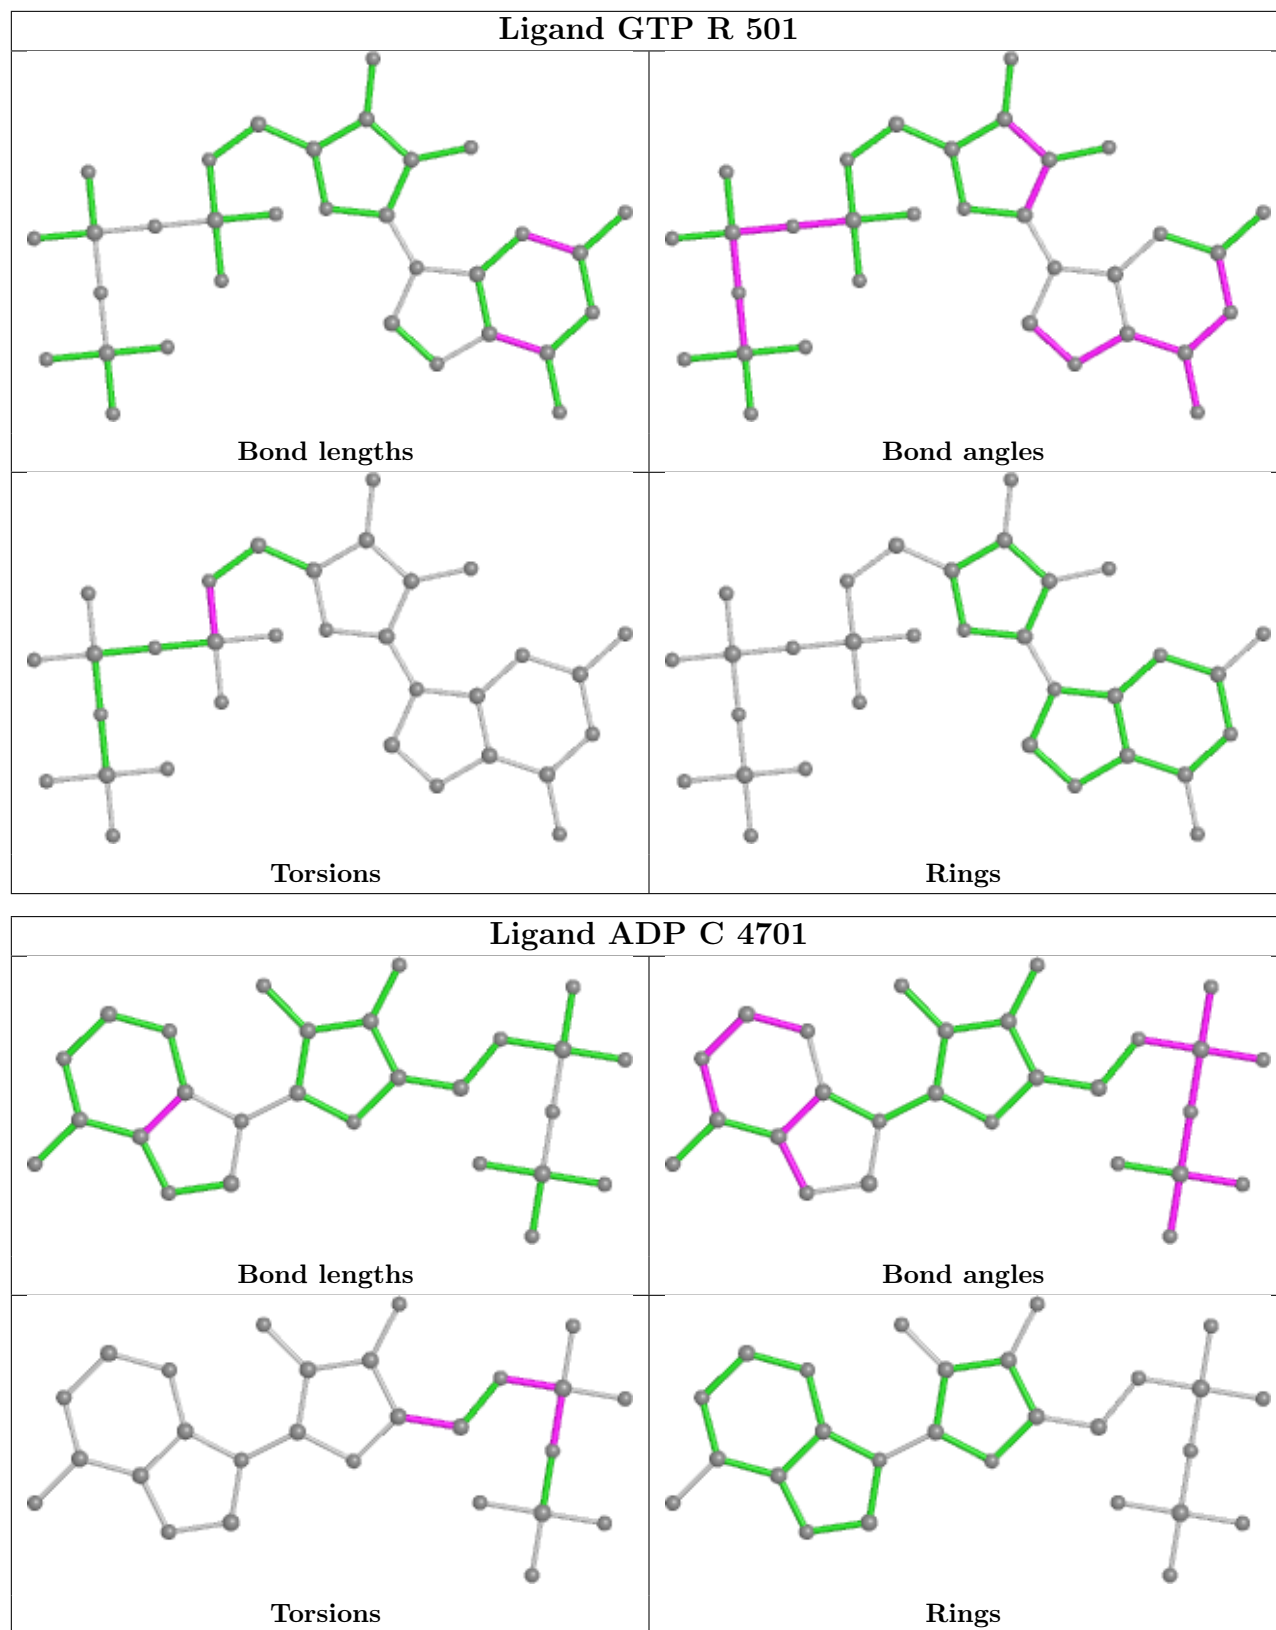 Ligand GTP R 501
Bond lengths
Bond angles
Torsions
Rings
Ligand ADP C 4701
Bond lengths
Bond angles
Torsions
Rings